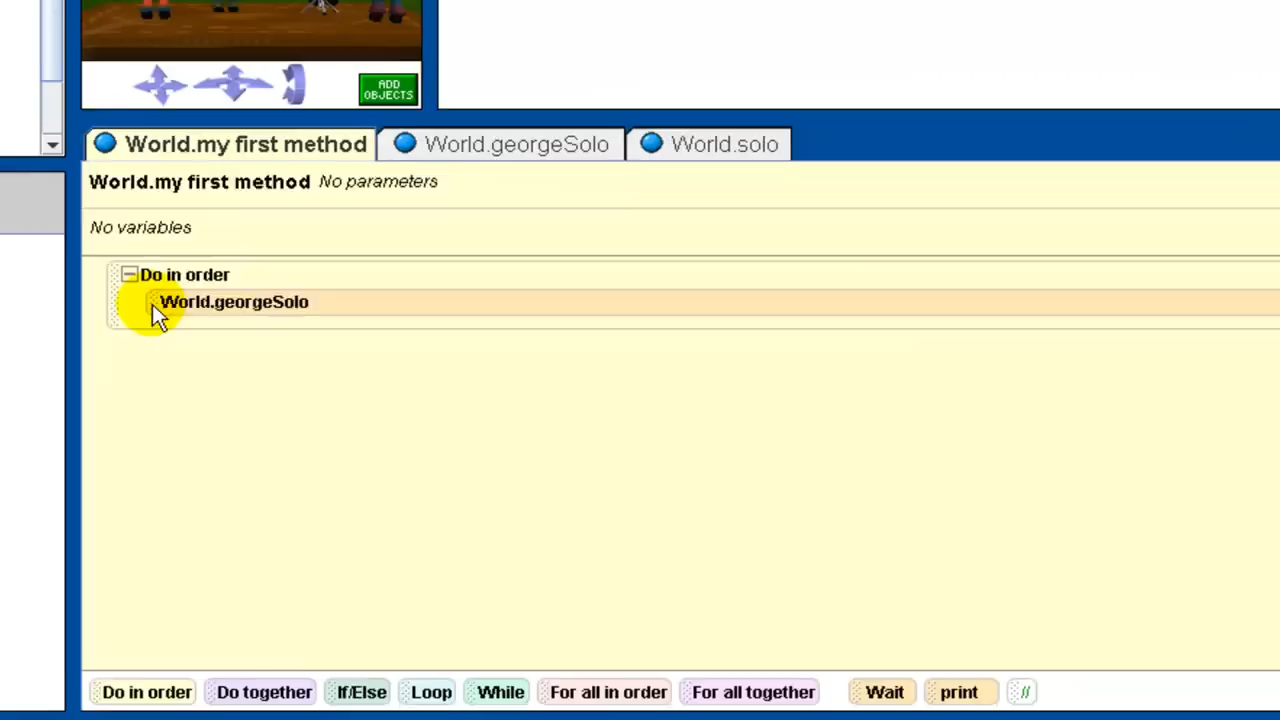 ADD
OBJECTS
World.my first method World.georgeSolo World.solo
World.my first method No parameters
No variables
Do in order
World.georgeSolo
Do in order Do together If/Else Loop While For all in order For all together Wait print //